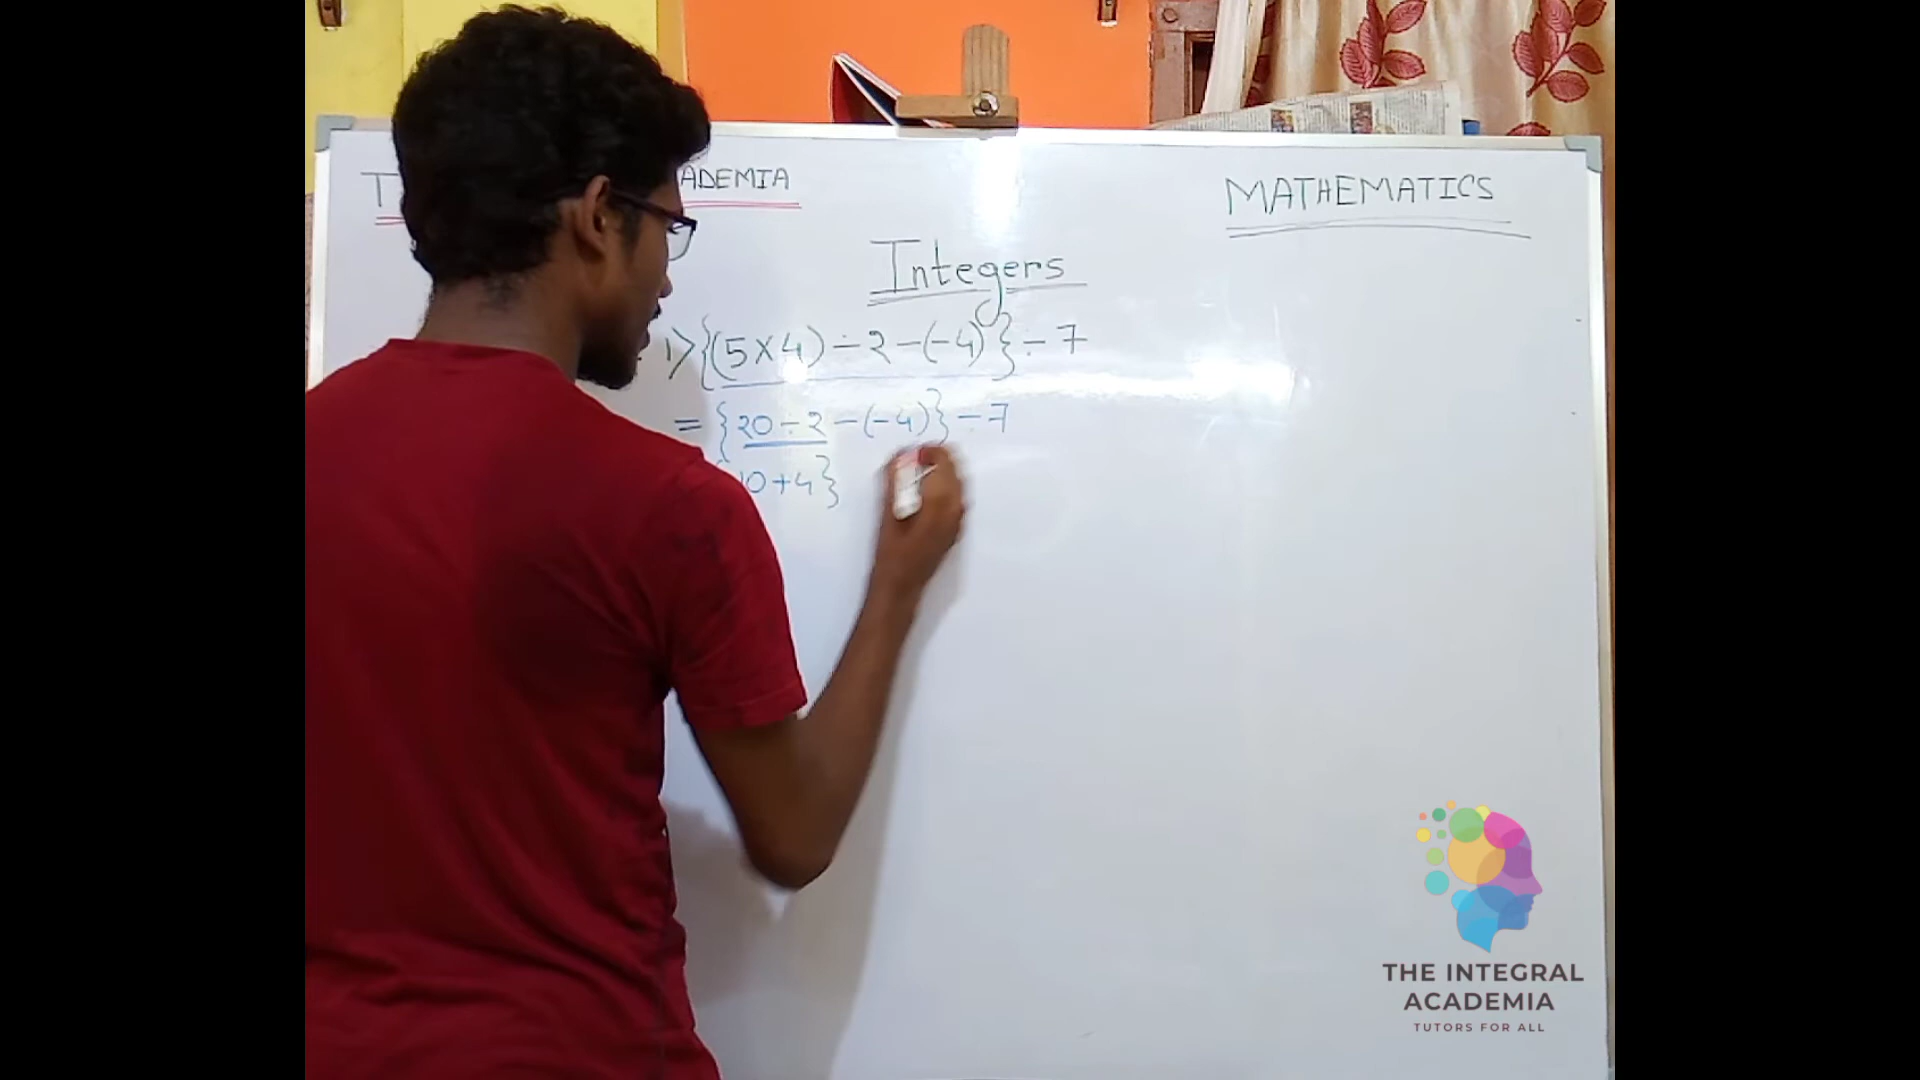 T ADEMIA
MATHEMATICS
Integers
1> {(5×4)÷2-(-4)}÷7
= {20÷2-(-4)}÷7
10+4}
THE INTEGRAL
ACADEMIA
TUTORS FOR ALL